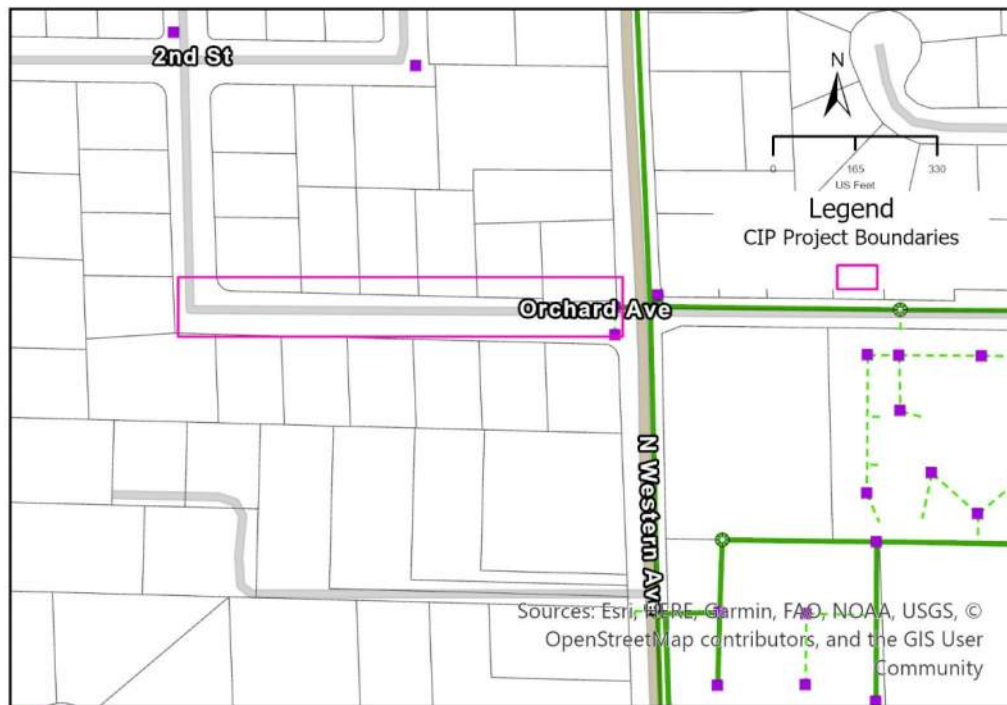 2nd St
N
0 165 330
US Feet
Legend
CIP Project Boundaries
Orchard Ave
N Western Ave
Sources: Esri, HERE, Garmin, FAO, NOAA, USGS, ©
OpenStreetMap contributors, and the GIS User
Community